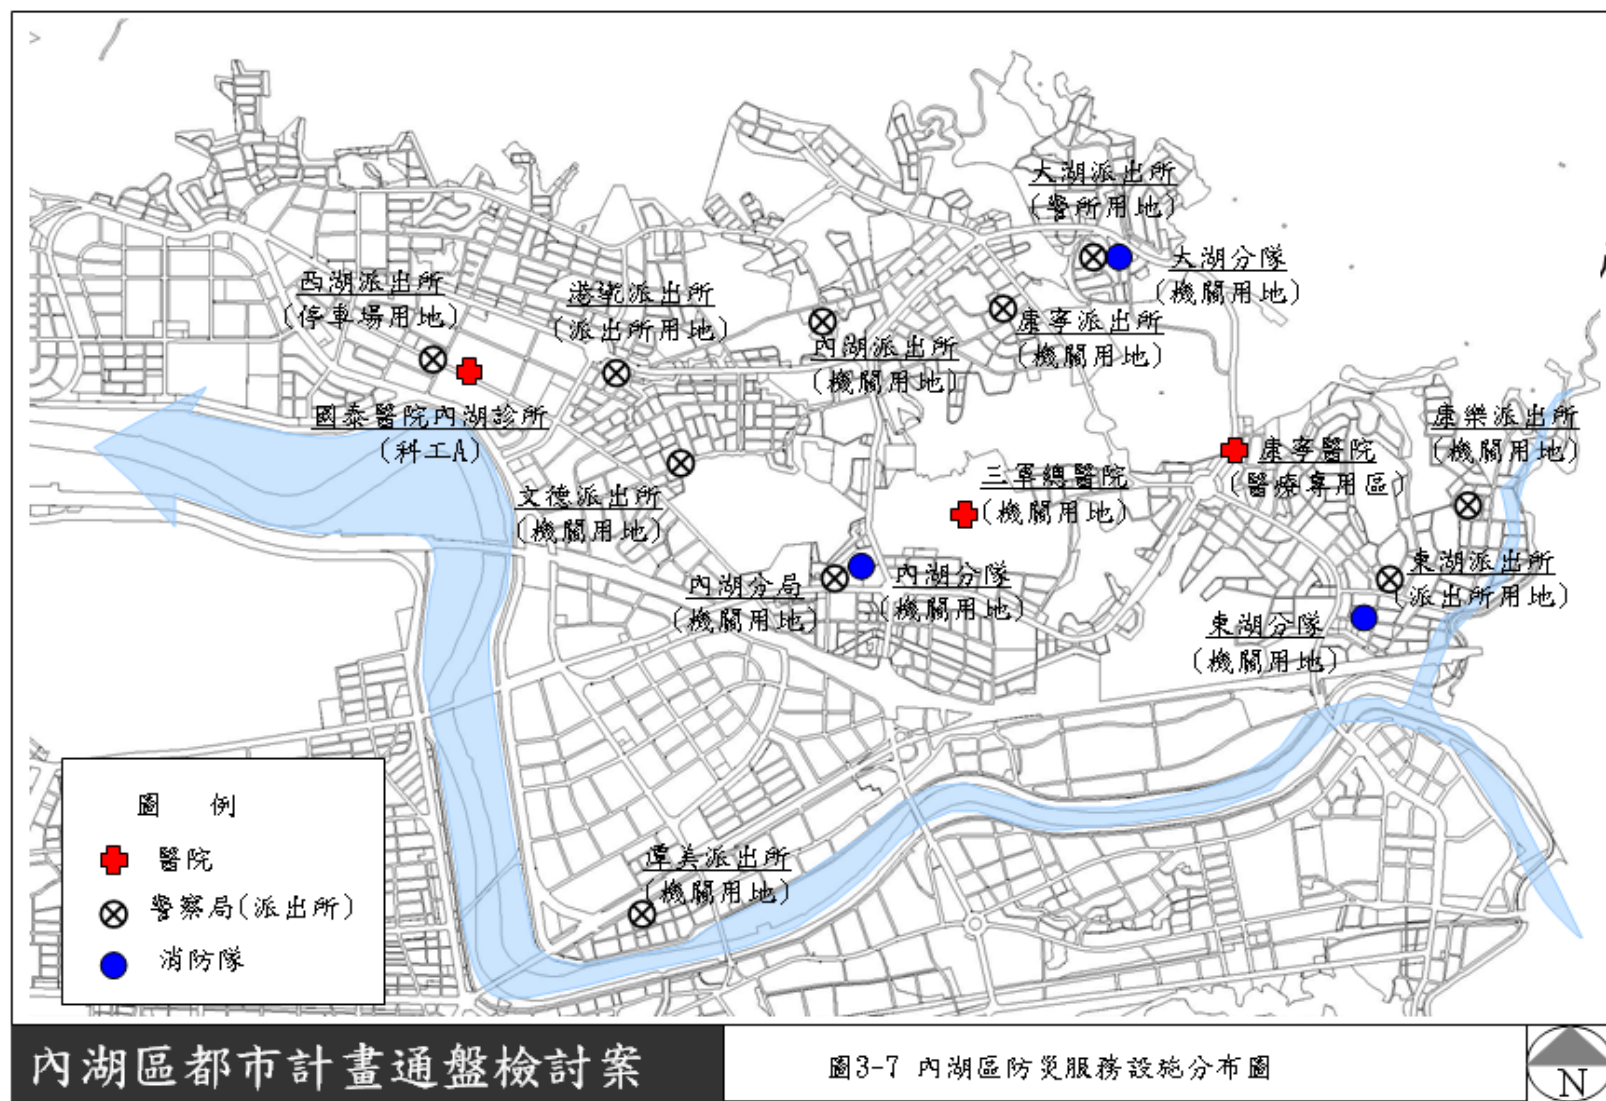 大湖派出所
(警所用地)
大湖分隊
(機關用地)
西湖派出所
(停車場用地)
港墘派出所
(派出所用地)
內湖派出所
(機關用地)
康寧派出所
(機關用地)
國泰醫院內湖診所
(科工A)
文德派出所
(機關用地)
三軍總醫院
(機關用地)
康寧醫院
(醫療專用區)
康樂派出所
(機關用地)
內湖分局
(機關用地)
內湖分隊
(機關用地)
東湖派出所
(派出所用地)
東湖分隊
(機關用地)
潭美派出所
(機關用地)
圖 例
醫院
警察局(派出所)
消防隊
內湖區都市計畫通盤檢討案
圖3-7 內湖區防災服務設施分布圖
N